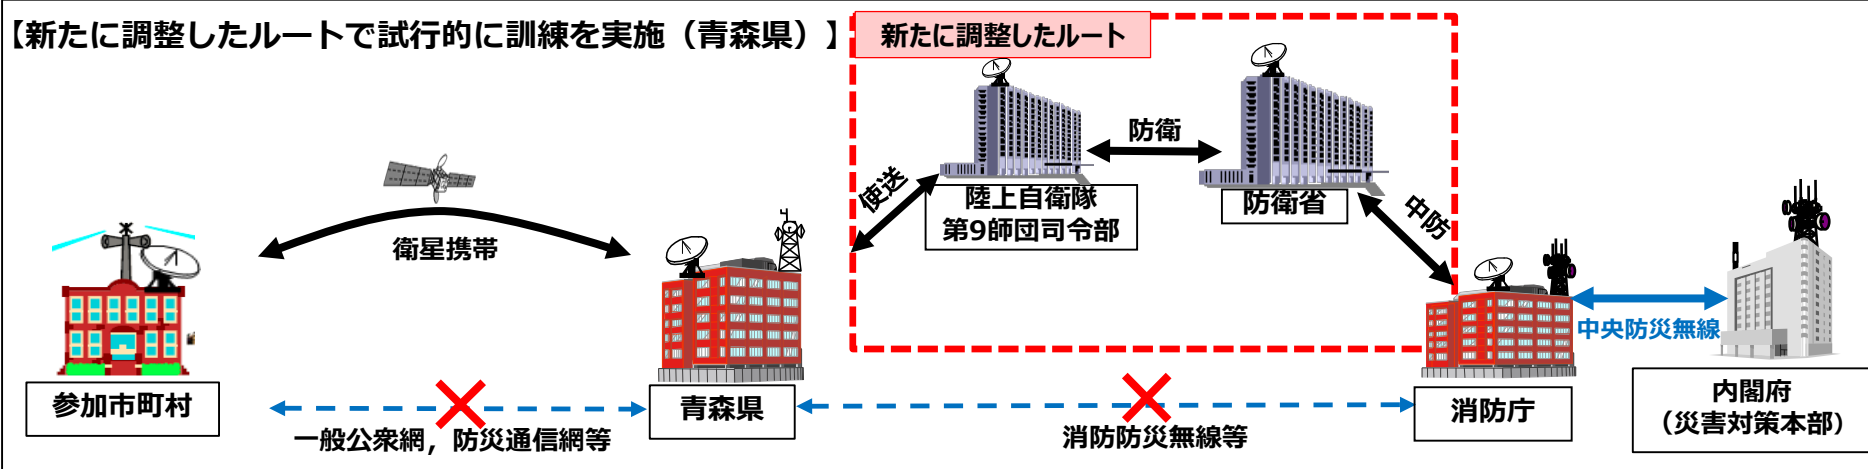 【新たに調整したルートで試行的に訓練を実施（青森県）】
新たに調整したルート
防衛
使送
陸上自衛隊
第9師団司令部
防衛省
中防
衛星携帯
中央防災無線
参加市町村
青森県
消防庁
内閣府
（災害対策本部）
一般公衆網，防災通信網等
消防防災無線等